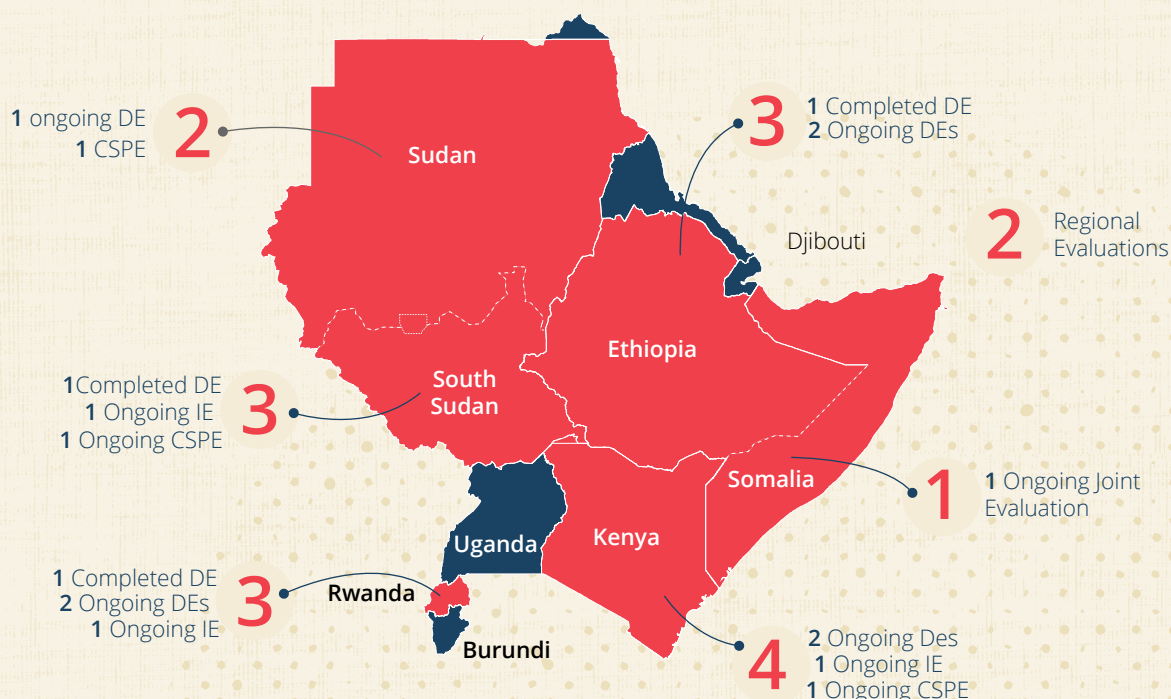 1 ongoing DE
1 CSPE
2
Sudan
3
1 Completed DE
2 Ongoing DEs
Djibouti
2
Regional
Evaluations
Ethiopia
1Completed DE
1 Ongoing IE
1 Ongoing CSPE
3
South
Sudan
Somalia
1
1 Ongoing Joint
Evaluation
Uganda
Kenya
1 Completed DE
2 Ongoing DEs
1 Ongoing IE
3
Rwanda
Burundi
4
2 Ongoing Des
1 Ongoing IE
1 Ongoing CSPE